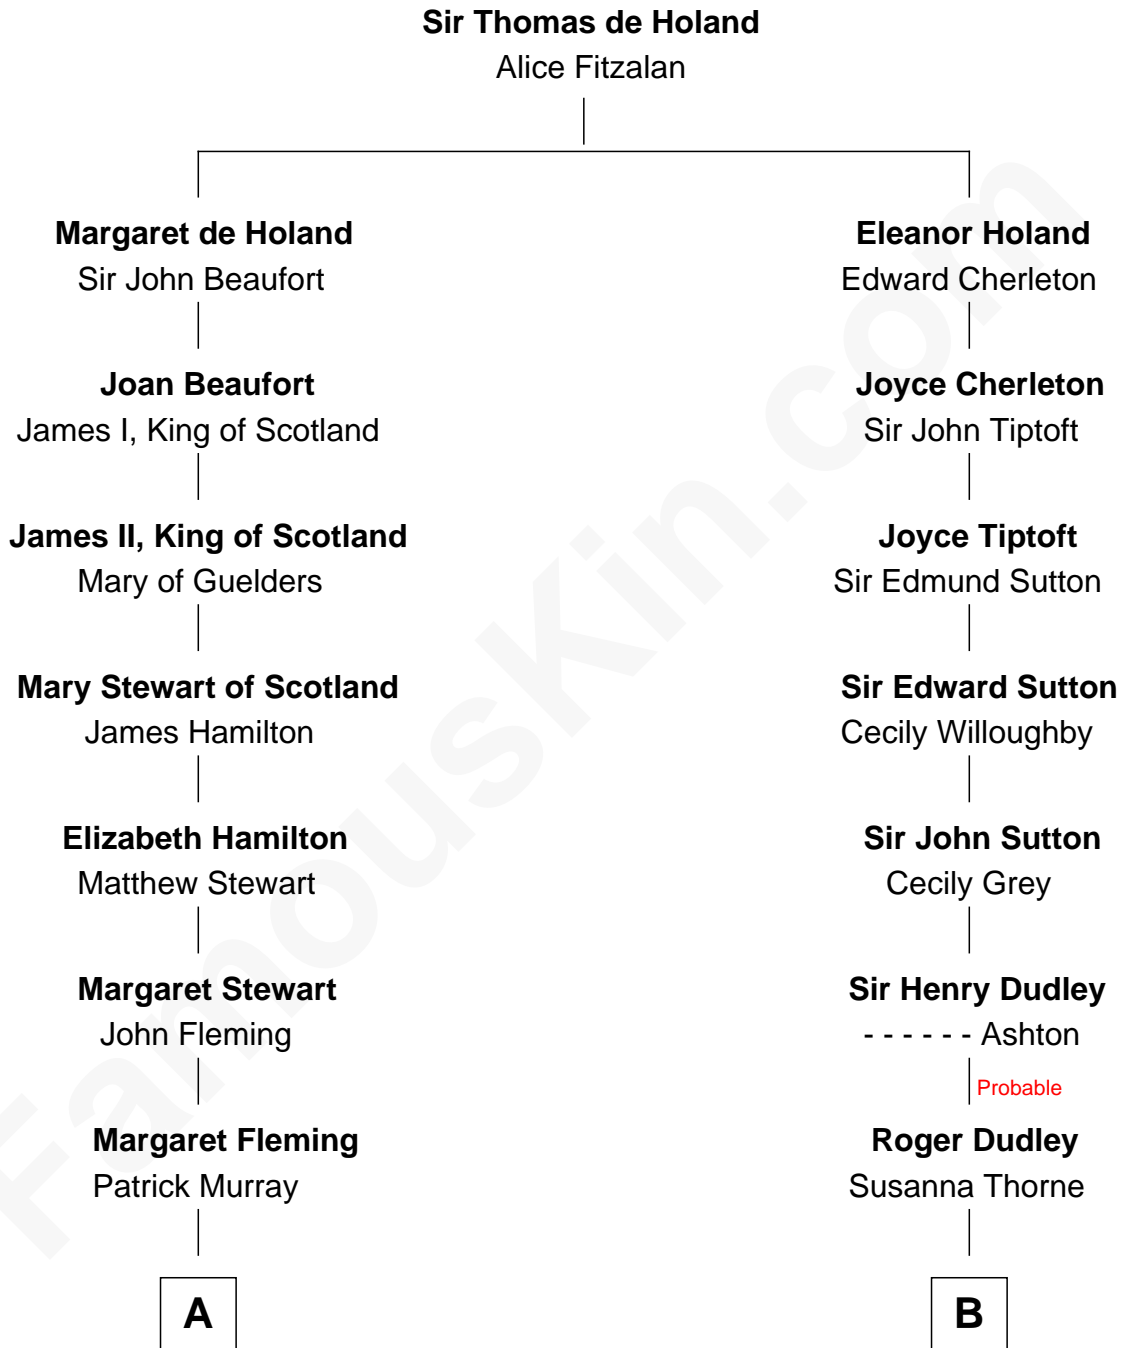 Sir Thomas de Holand
Alice Fitzalan
Margaret de Holand
Sir John Beaufort
Eleanor Holand
Edward Cherleton
Joan Beaufort
James I, King of Scotland
Joyce Cherleton
Sir John Tiptoft
James II, King of Scotland
Mary of Guelders
Joyce Tiptoft
Sir Edmund Sutton
Mary Stewart of Scotland
James Hamilton
Sir Edward Sutton
Cecily Willoughby
Elizabeth Hamilton
Matthew Stewart
Sir John Sutton
Cecily Grey
Margaret Stewart
John Fleming
Sir Henry Dudley
- - - - - - Ashton
Probable
Margaret Fleming
Patrick Murray
Roger Dudley
Susanna Thorne
A
B
FamousKin.com